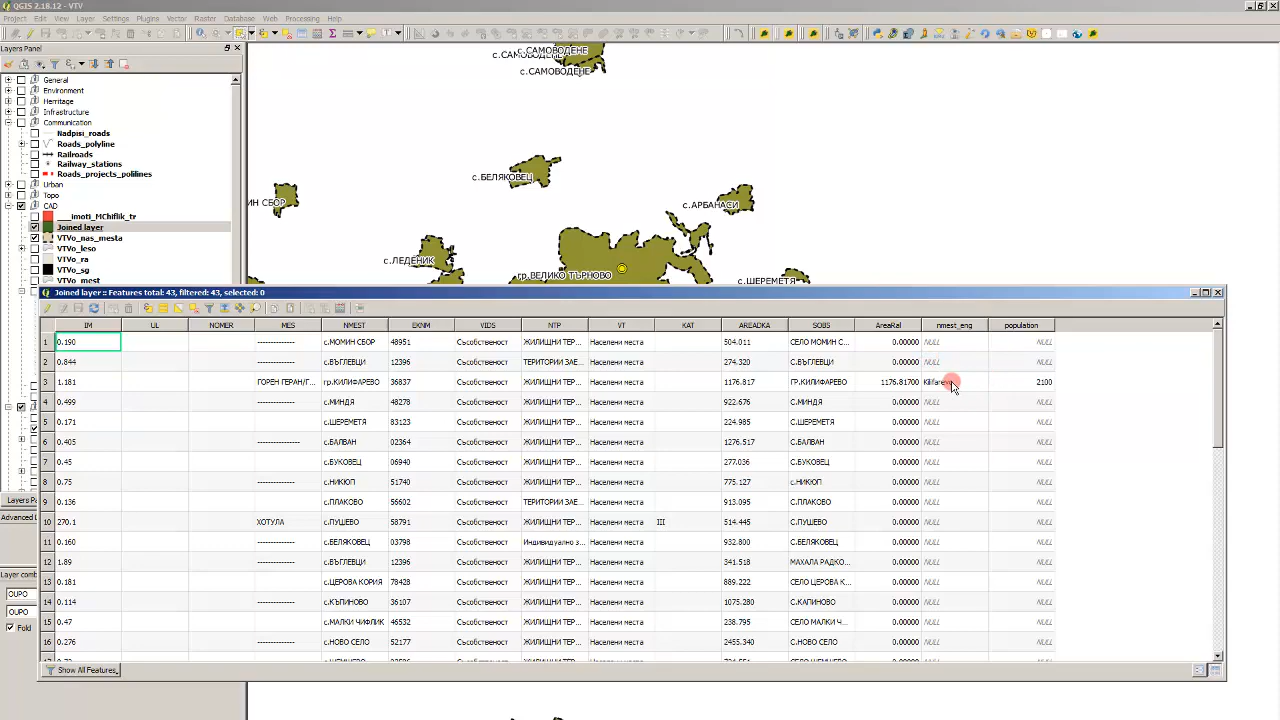 QGIS 2.18.12 - VTV
Project Edit View Layer Settings Plugins Vector Raster Database Web Processing Help
Layers Panel
General
Environment
Herritage
Infrastructure
Communication
Nadpisi_roads
Roads_polyline
Railroads
Railway_stations
Roads_projects_polilines
Urban
Topo
CAD
___imoti_MChiflik_tr
Joined layer
VTVo_nas_mesta
VTVo_leso
VTVo_ra
VTVo_sg
VTVo_mest
с.САМОВОДЕНЕ
с.САМОВОДЕНЕ
с.БЕЛЯКОВЕЦ
ИН СБОР
с.АРБАНАСИ
с.ЛЕДЕНИК
гр.ВЕЛИКО ТЪРНОВО
с.ШЕРЕМЕТЯ
Joined layer :: Features total: 43, filtered: 43, selected: 0
IM UL NOMER MES NMEST EKNM VIDS NTP VT KAT AREADKA SOBS AreaRal nmest_eng population
1 0.190 -------------- с.МОМИН СБОР 48951 Съсобственост ЖИЛИЩНИ ТЕР... Населени места 504.011 СЕЛО МОМИН С... 0.00000 NULL NULL
2 0.844 -------------- с.ВЪГЛЕВЦИ 12396 Съсобственост ТЕРИТОРИИ ЗАЕ... Населени места 274.320 С.ВЪГЛЕВЦИ 0.00000 NULL NULL
3 1.181 ГОРЕН ГЕРАН/Г... гр.КИЛИФАРЕВО 36837 Съсобственост ЖИЛИЩНИ ТЕР... Населени места 1176.817 ГР.КИЛИФАРЕВО 1176.81700 Kilifarevo 2100
4 0.499 -------------- с.МИНДЯ 48278 Съсобственост ЖИЛИЩНИ ТЕР... Населени места 922.676 С.МИНДЯ 0.00000 NULL NULL
5 0.171 с.ШЕРЕМЕТЯ 83123 Съсобственост ЖИЛИЩНИ ТЕР... Населени места 224.985 С.ШЕРЕМЕТЯ 0.00000 NULL NULL
6 0.405 ---------------- с.БАЛВАН 02364 Съсобственост ЖИЛИЩНИ ТЕР... Населени места 1276.517 С.БАЛВАН 0.00000 NULL NULL
7 0.45 с.БУКОВЕЦ 06940 Съсобственост ЖИЛИЩНИ ТЕР... Населени места 277.036 С.БУКОВЕЦ 0.00000 NULL NULL
8 0.75 -------------- с.НИКЮП 51740 Съсобственост ЖИЛИЩНИ ТЕР... Населени места 775.127 с.НИКЮП 0.00000 NULL NULL
9 0.136 с.ПЛАКОВО 56602 Съсобственост ТЕРИТОРИИ ЗАЕ... Населени места 913.095 С.ПЛАКОВО 0.00000 NULL NULL
10 270.1 ХОТУЛА с.ПУШЕВО 58791 Съсобственост ЖИЛИЩНИ ТЕР... Населени места III 514.445 С.ПУШЕВО 0.00000 NULL NULL
11 0.160 -------------- с.БЕЛЯКОВЕЦ 03798 Съсобственост Индивидуално з... Населени места 932.800 С.БЕЛЯКОВЕЦ 0.00000 NULL NULL
12 1.89 -------------- с.ВЪГЛЕВЦИ 12396 Съсобственост ЖИЛИЩНИ ТЕР... Населени места 341.518 МАХАЛА РАДКО... 0.00000 NULL NULL
13 0.181 с.ЦЕРОВА КОРИЯ 78428 Съсобственост ЖИЛИЩНИ ТЕР... Населени места 889.222 СЕЛО ЦЕРОВА К... 0.00000 NULL NULL
14 0.114 -------------- с.КЪПИНОВО 36107 Съсобственост ЖИЛИЩНИ ТЕР... Населени места 1075.280 С.КАПИНОВО 0.00000 NULL NULL
15 0.47 с.МАЛКИ ЧИФЛИК 46532 Съсобственост ЖИЛИЩНИ ТЕР... Населени места 238.795 СЕЛО МАЛКИ Ч... 0.00000 NULL NULL
16 0.276 -------------- с.НОВО СЕЛО 52177 Съсобственост ЖИЛИЩНИ ТЕР... Населени места 2455.340 С.НОВО СЕЛО 0.00000 NULL NULL
Show All Features
Layers Pa
Advanced
Layer comb
OUPO
OUPO
Fold